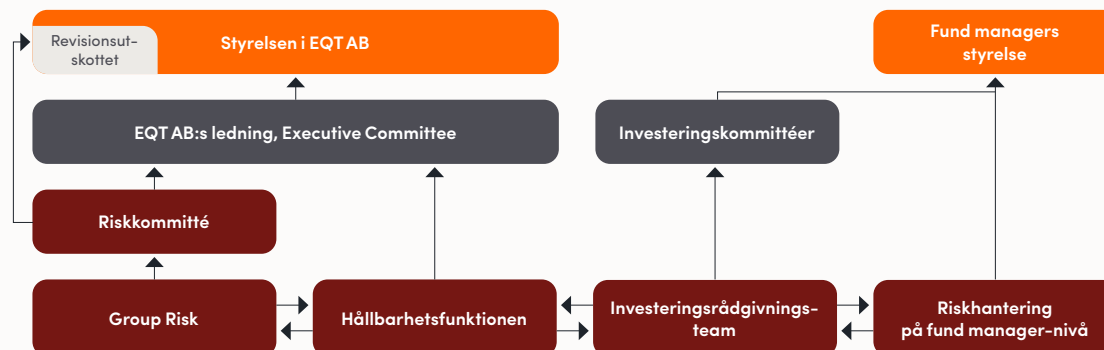 Revisionsut-
skottet
Styrelsen i EQT AB
Fund managers
styrelse
EQT AB:s ledning, Executive Committee
Investeringskommittéer
Riskkommitté
Group Risk
Hållbarhetsfunktionen
Investeringsrådgivnings-
team
Riskhantering
på fund manager-nivå